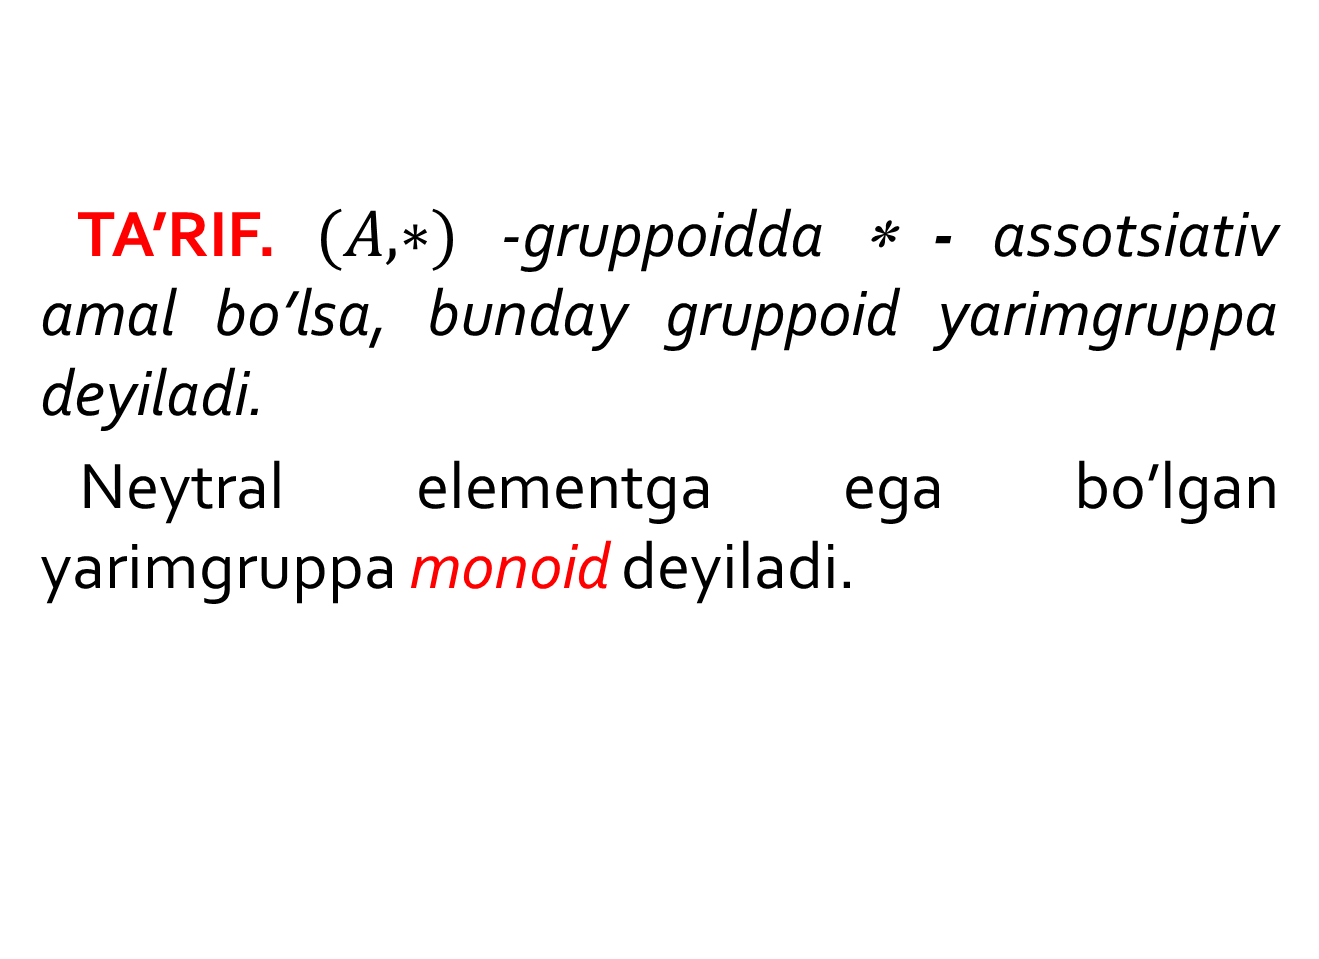 TA’RIF. (A,∗) -gruppoidda ∗ - assotsiativ
amal bo‘lsa, bunday gruppoid yarimgruppa
deyiladi.
Neytral elementga ega bo‘lgan
yarimgruppa monoid deyiladi.